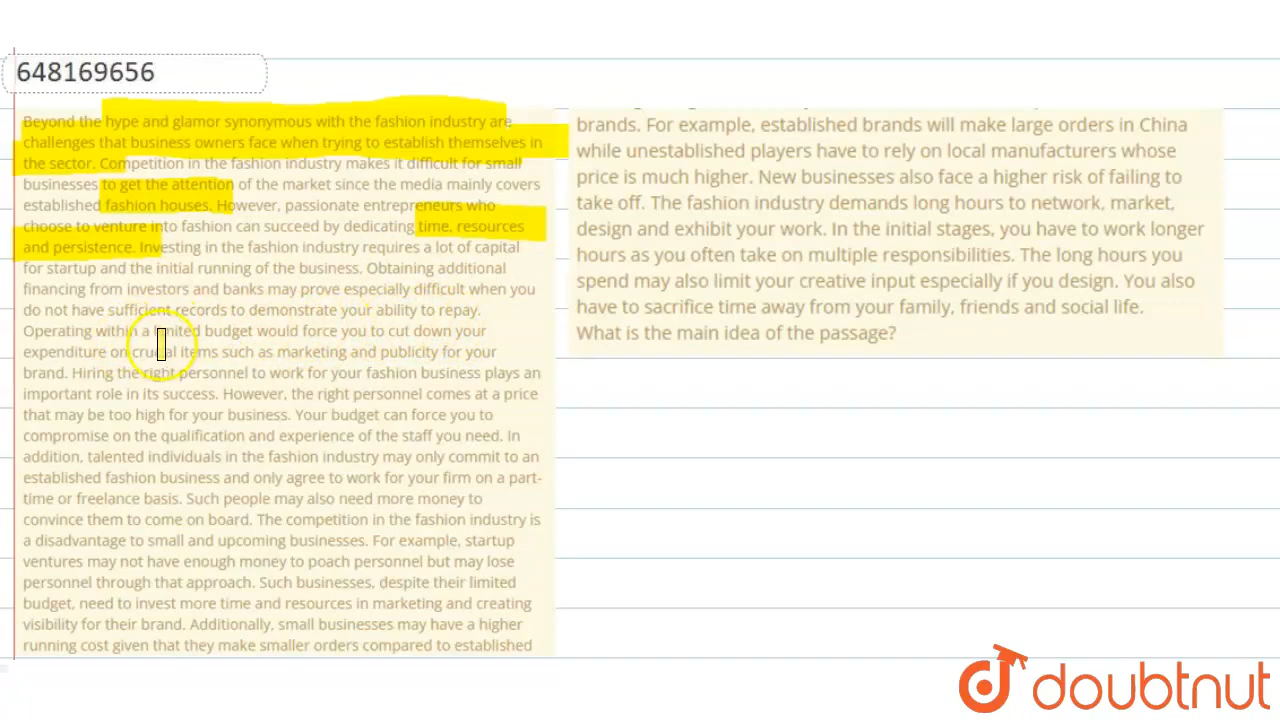 648169656
Beyond the hype and glamor synonymous with the fashion industry are
challenges that business owners face when trying to establish themselves in
the sector. Competition in the fashion industry makes it difficult for small
businesses to get the attention of the market since the media mainly covers
established fashion houses. However, passionate entrepreneurs who
choose to venture into fashion can succeed by dedicating time, resources
and persistence. Investing in the fashion industry requires a lot of capital
for startup and the initial running of the business. Obtaining additional
financing from investors and banks may prove especially difficult when you
do not have sufficient records to demonstrate your ability to repay.
Operating within a limited budget would force you to cut down your
expenditure on crucial items such as marketing and publicity for your
brand. Hiring the right personnel to work for your fashion business plays an
important role in its success. However, the right personnel comes at a price
that may be too high for your business. Your budget can force you to
compromise on the qualification and experience of the staff you need. In
addition, talented individuals in the fashion industry may only commit to an
established fashion business and only agree to work for your firm on a part-
time or freelance basis. Such people may also need more money to
convince them to come on board. The competition in the fashion industry is
a disadvantage to small and upcoming businesses. For example, startup
ventures may not have enough money to poach personnel but may lose
personnel through that approach. Such businesses, despite their limited
budget, need to invest more time and resources in marketing and creating
visibility for their brand. Additionally, small businesses may have a higher
running cost given that they make smaller orders compared to established
brands. For example, established brands will make large orders in China
while unestablished players have to rely on local manufacturers whose
price is much higher. New businesses also face a higher risk of failing to
take off. The fashion industry demands long hours to network, market,
design and exhibit your work. In the initial stages, you have to work longer
hours as you often take on multiple responsibilities. The long hours you
spend may also limit your creative input especially if you design. You also
have to sacrifice time away from your family, friends and social life.
What is the main idea of the passage?
doubtnut